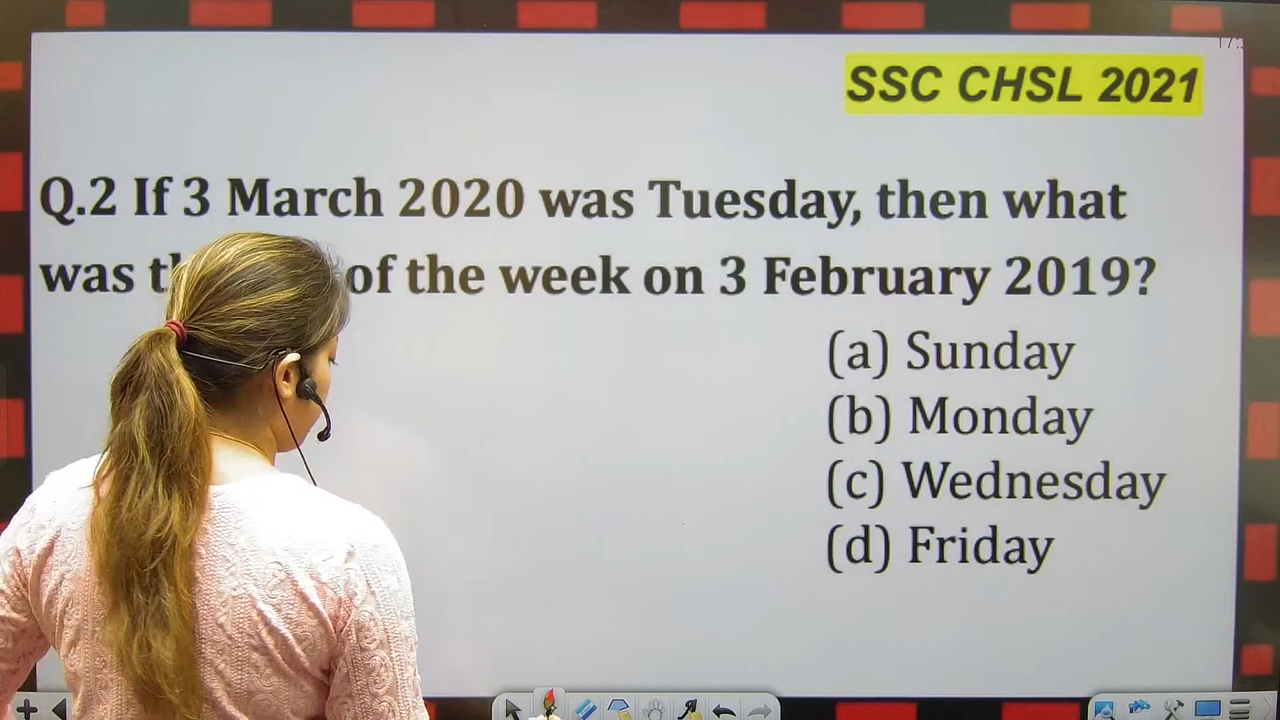 SSC CHSL 2021
Q.2 If 3 March 2020 was Tuesday, then what
was of the week on 3 February 2019?
(a) Sunday
(b) Monday
(c) Wednesday
(d) Friday